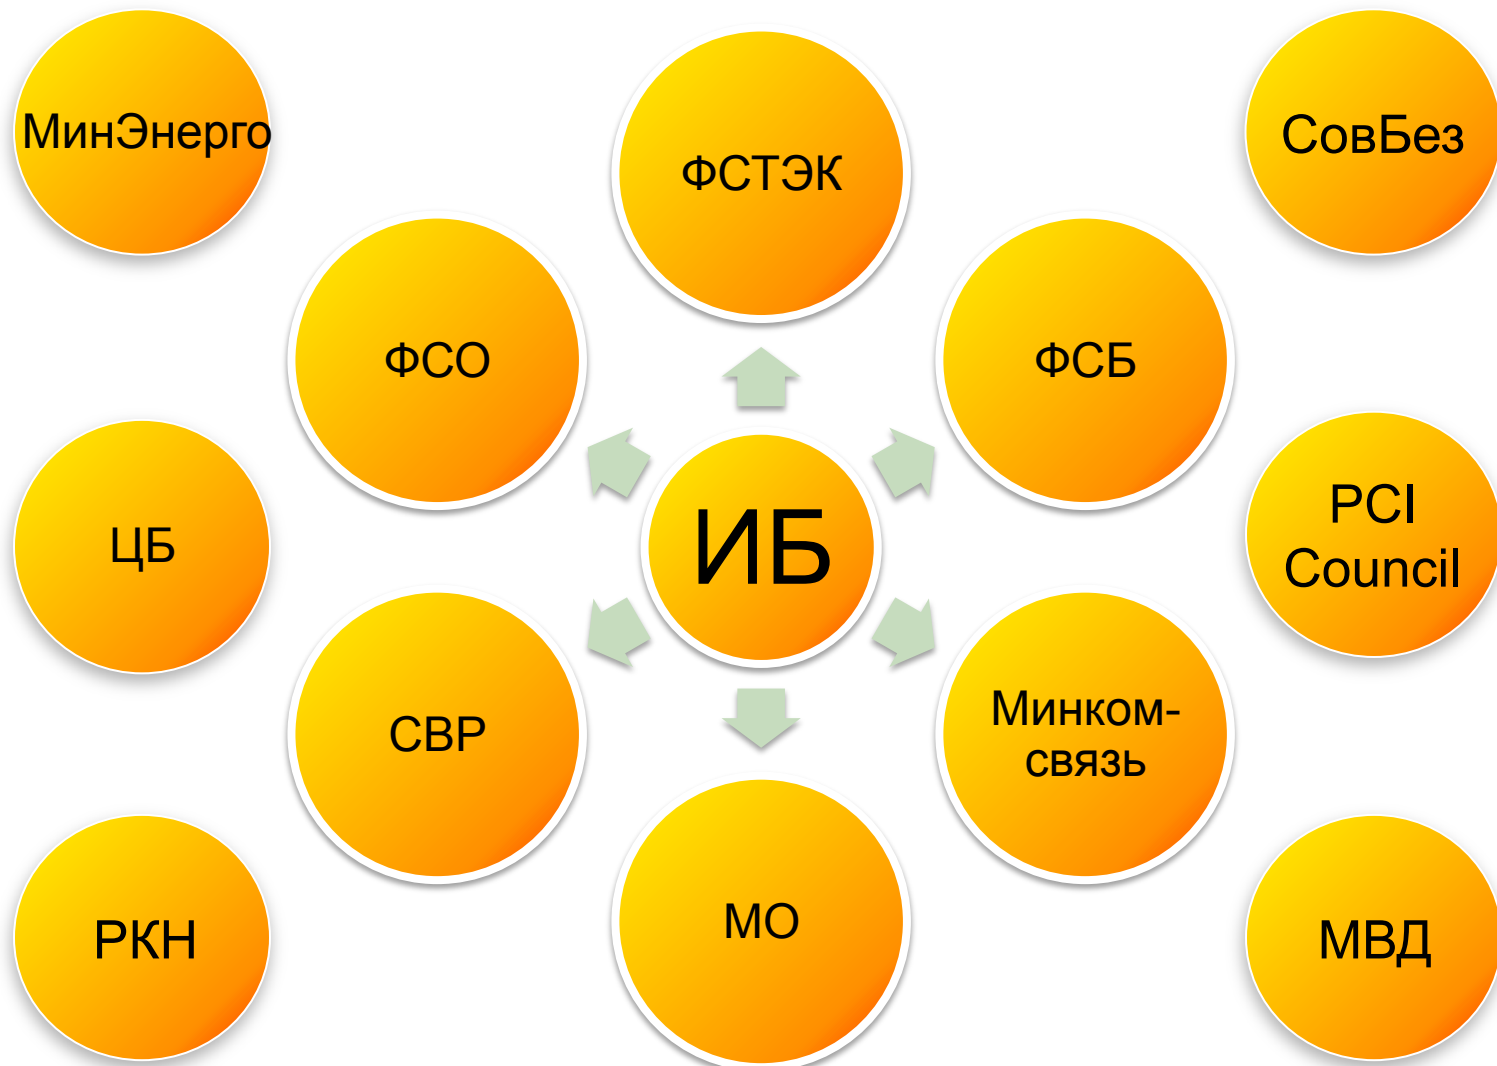 МинЭнерго
СовБез
ФСТЭК
ФСО
ФСБ
ЦБ
ИБ
PCI
Council
СВР
Минком-
связь
РКН
МО
МВД